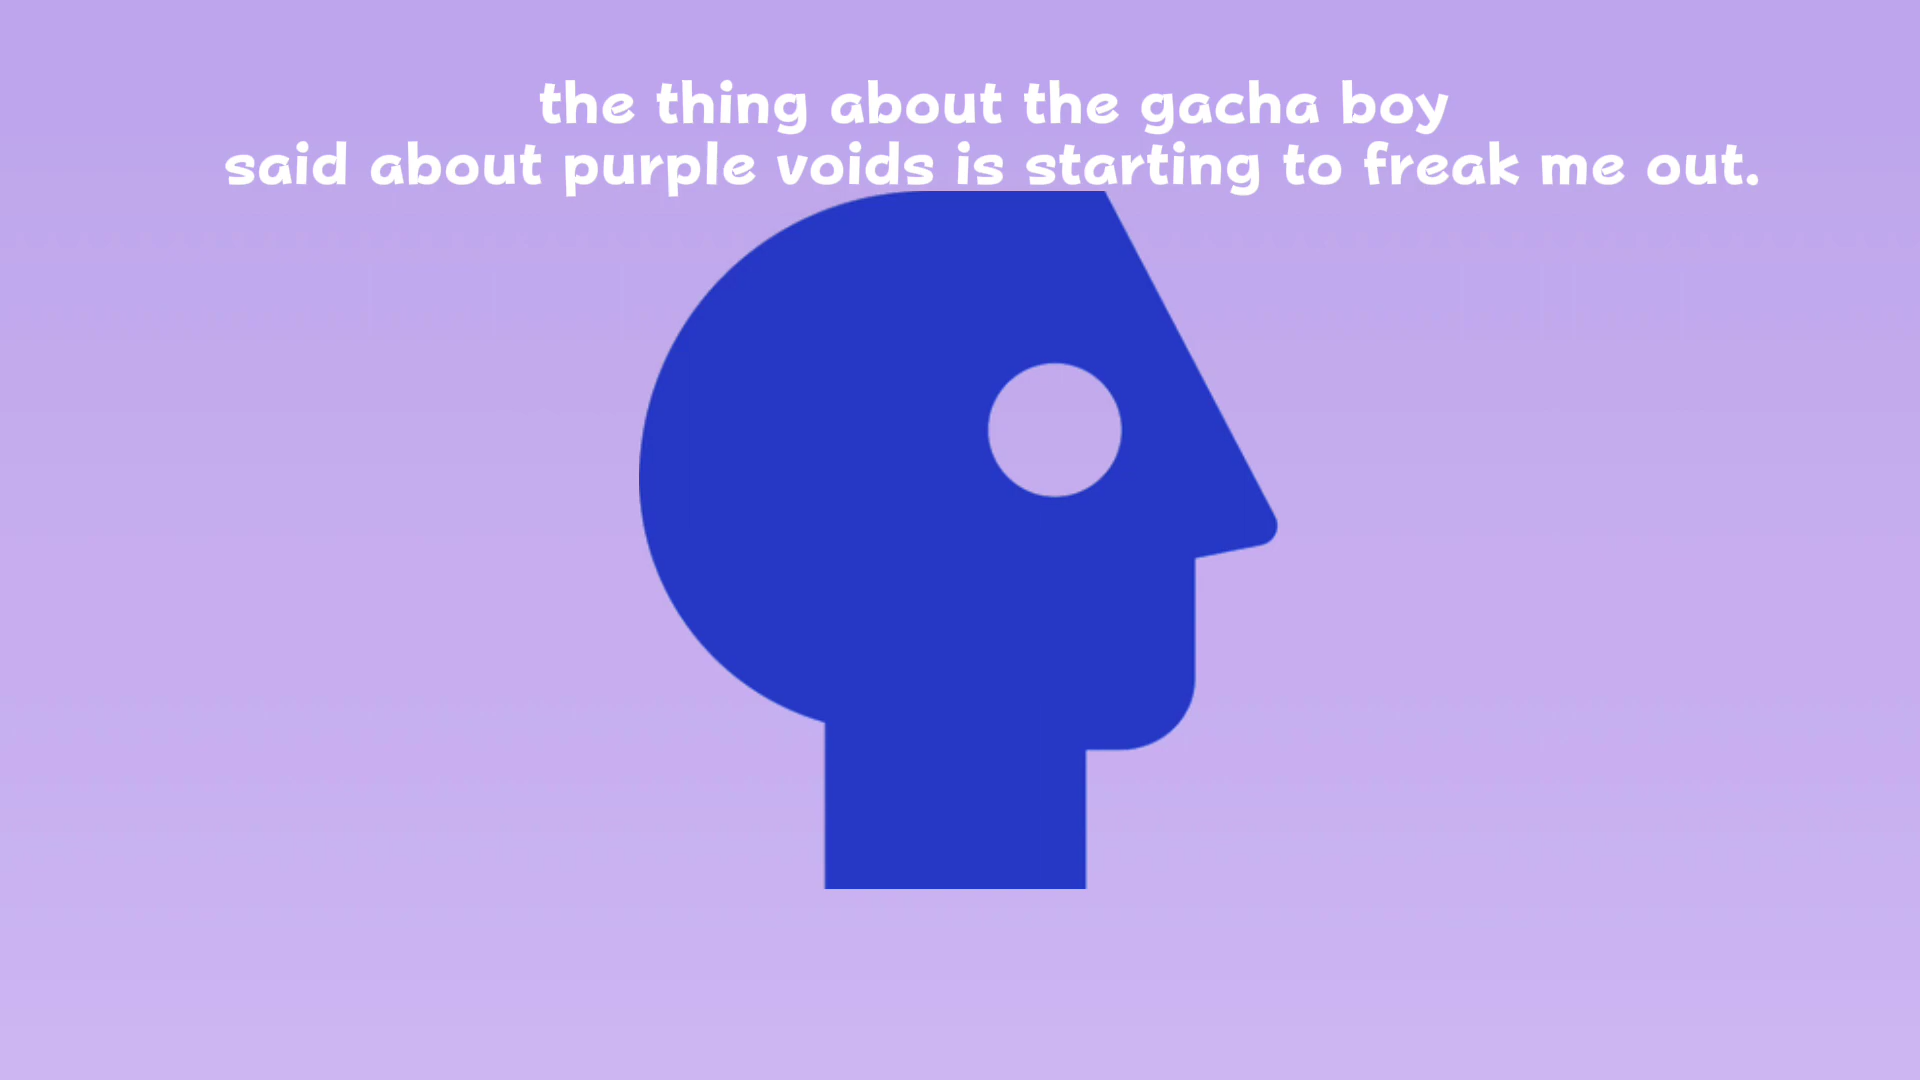 the thing about the gacha boy
said about purple voids is starting to freak me out.